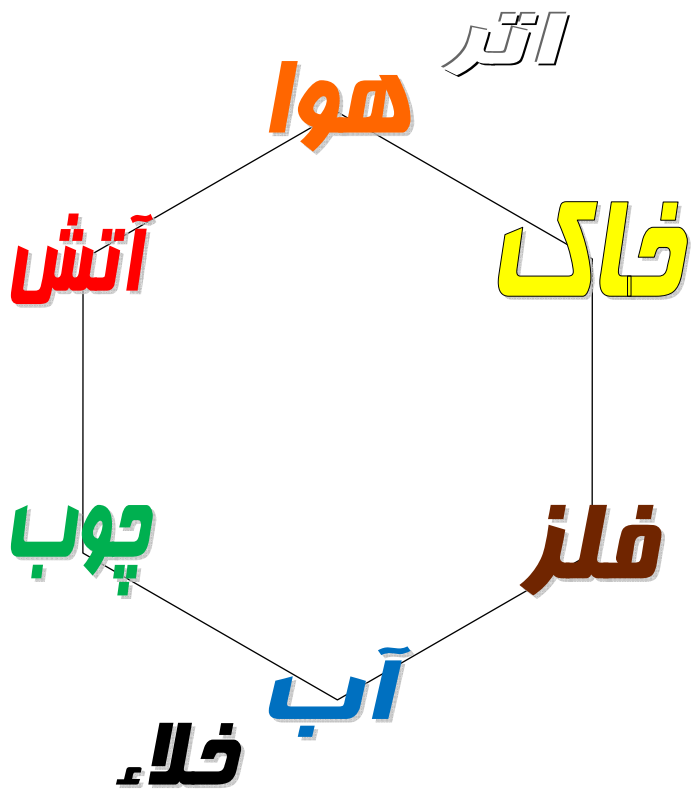 اتر
هوا
خاک
آتش
فلز
چوب
آب
خلاء